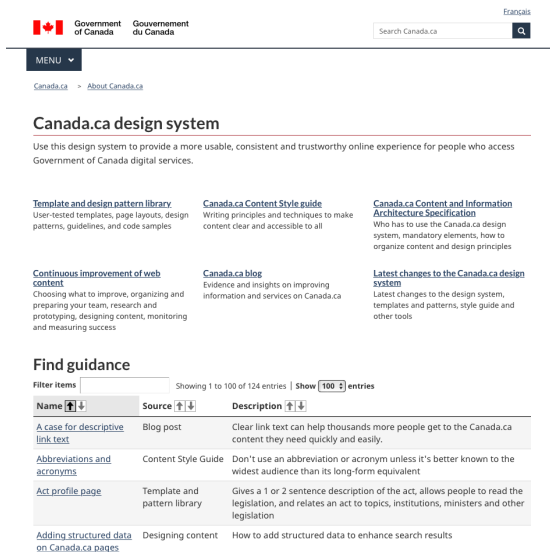 Français
Government of Canada
Gouvernement du Canada
Search Canada.ca
MENU
Canada.ca > About Canada.ca
Canada.ca design system
Use this design system to provide a more usable, consistent and trustworthy online experience for people who access
Government of Canada digital services.
Template and design pattern library
User-tested templates, page layouts, design
patterns, guidelines, and code samples
Canada.ca Content Style guide
Writing principles and techniques to make
content clear and accessible to all
Canada.ca Content and Information
Architecture Specification
Who has to use the Canada.ca design
system, mandatory elements, how to
organize content and design principles
Continuous improvement of web
content
Choosing what to improve, organizing and
preparing your team, research and
prototyping, designing content, monitoring
and measuring success
Canada.ca blog
Evidence and insights on improving
information and services on Canada.ca
Latest changes to the Canada.ca design
system
Latest changes to the design system,
templates and patterns, style guide and
other tools
Find guidance
Filter items Showing 1 to 100 of 124 entries | Show 100 entries
Name Source Description
A case for descriptive
link text
Blog post
Clear link text can help thousands more people get to the Canada.ca
content they need quickly and easily.
Abbreviations and
acronyms
Content Style Guide
Don't use an abbreviation or acronym unless it's better known to the
widest audience than its long-form equivalent
Act profile page
Template and
pattern library
Gives a 1 or 2 sentence description of the act, allows people to read the
legislation, and relates an act to topics, institutions, ministers and other
legislation
Adding structured data
on Canada.ca pages
Designing content
How to add structured data to enhance search results